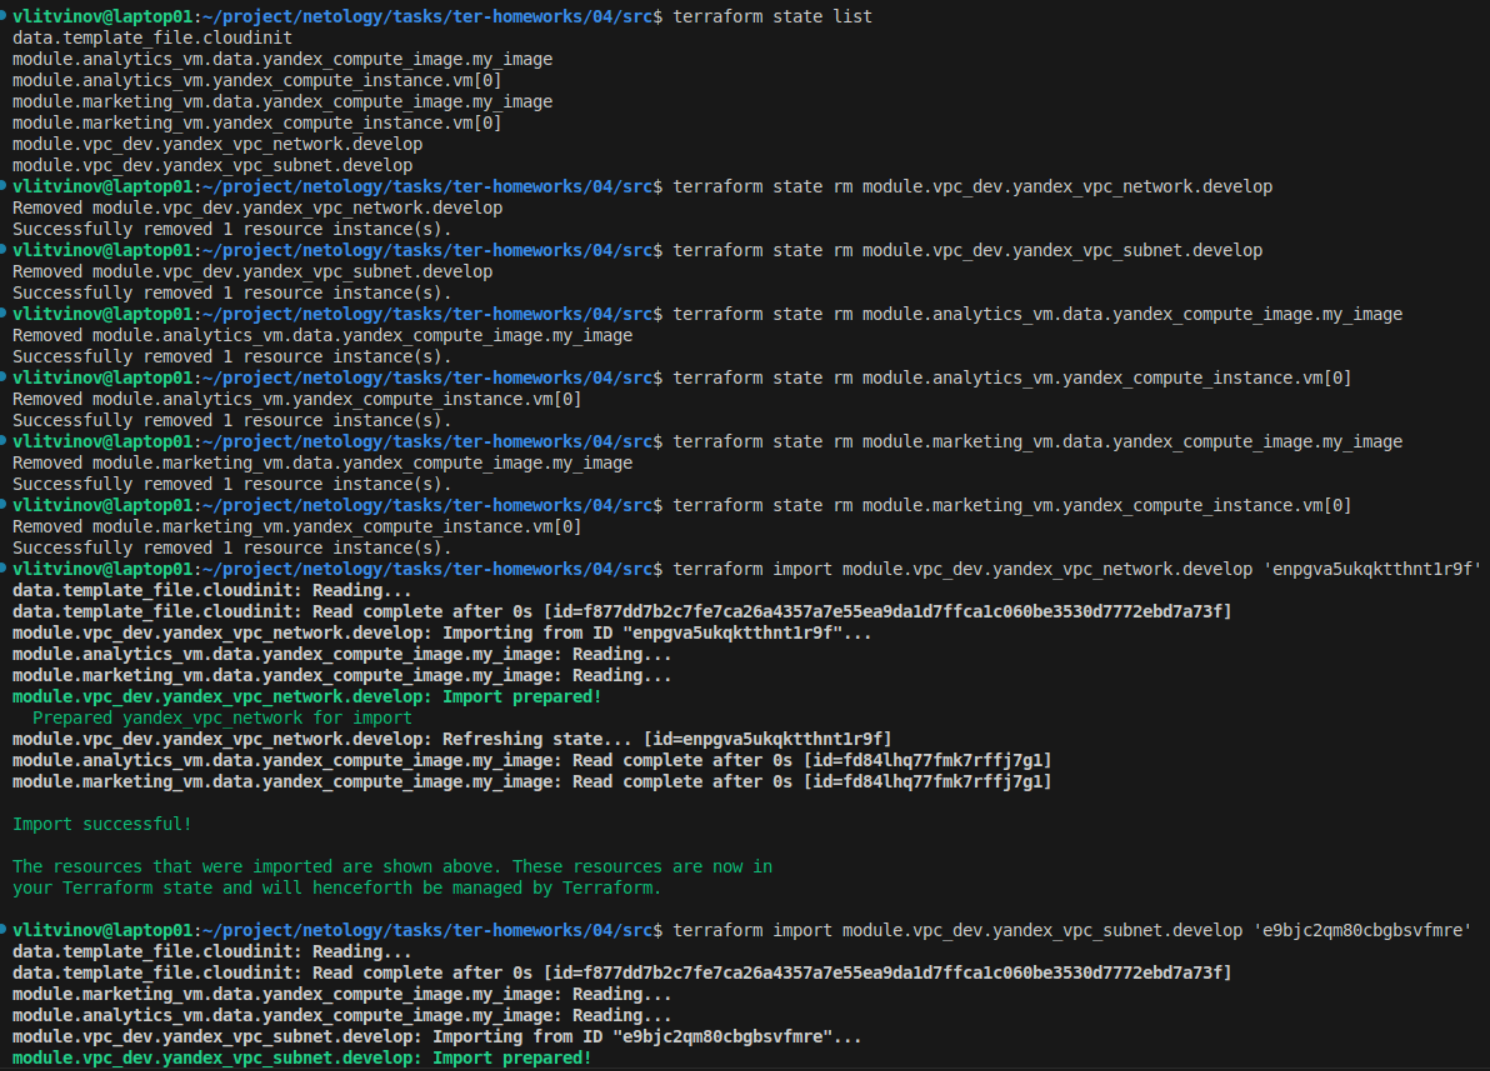 vlitvinov@laptop01:~/project/netology/tasks/ter-homeworks/04/src$ terraform state list
data.template_file.cloudinit
module.analytics_vm.data.yandex_compute_image.my_image
module.analytics_vm.yandex_compute_instance.vm[0]
module.marketing_vm.data.yandex_compute_image.my_image
module.marketing_vm.yandex_compute_instance.vm[0]
module.vpc_dev.yandex_vpc_network.develop
module.vpc_dev.yandex_vpc_subnet.develop
vlitvinov@laptop01:~/project/netology/tasks/ter-homeworks/04/src$ terraform state rm module.vpc_dev.yandex_vpc_network.develop
Removed module.vpc_dev.yandex_vpc_network.develop
Successfully removed 1 resource instance(s).
vlitvinov@laptop01:~/project/netology/tasks/ter-homeworks/04/src$ terraform state rm module.vpc_dev.yandex_vpc_subnet.develop
Removed module.vpc_dev.yandex_vpc_subnet.develop
Successfully removed 1 resource instance(s).
vlitvinov@laptop01:~/project/netology/tasks/ter-homeworks/04/src$ terraform state rm module.analytics_vm.data.yandex_compute_image.my_image
Removed module.analytics_vm.data.yandex_compute_image.my_image
Successfully removed 1 resource instance(s).
vlitvinov@laptop01:~/project/netology/tasks/ter-homeworks/04/src$ terraform state rm module.analytics_vm.yandex_compute_instance.vm[0]
Removed module.analytics_vm.yandex_compute_instance.vm[0]
Successfully removed 1 resource instance(s).
vlitvinov@laptop01:~/project/netology/tasks/ter-homeworks/04/src$ terraform state rm module.marketing_vm.data.yandex_compute_image.my_image
Removed module.marketing_vm.data.yandex_compute_image.my_image
Successfully removed 1 resource instance(s).
vlitvinov@laptop01:~/project/netology/tasks/ter-homeworks/04/src$ terraform state rm module.marketing_vm.yandex_compute_instance.vm[0]
Removed module.marketing_vm.yandex_compute_instance.vm[0]
Successfully removed 1 resource instance(s).
vlitvinov@laptop01:~/project/netology/tasks/ter-homeworks/04/src$ terraform import module.vpc_dev.yandex_vpc_network.develop 'enpgva5ukqktthnt1r9f'
data.template_file.cloudinit: Reading...
data.template_file.cloudinit: Read complete after 0s [id=f877dd7b2c7fe7ca26a4357a7e55ea9da1d7ffca1c060be3530d7772ebd7a73f]
module.vpc_dev.yandex_vpc_network.develop: Importing from ID "enpgva5ukqktthnt1r9f"...
module.analytics_vm.data.yandex_compute_image.my_image: Reading...
module.marketing_vm.data.yandex_compute_image.my_image: Reading...
module.vpc_dev.yandex_vpc_network.develop: Import prepared!
  Prepared yandex_vpc_network for import
module.vpc_dev.yandex_vpc_network.develop: Refreshing state... [id=enpgva5ukqktthnt1r9f]
module.analytics_vm.data.yandex_compute_image.my_image: Read complete after 0s [id=fd84lhq77fmk7rffj7g1]
module.marketing_vm.data.yandex_compute_image.my_image: Read complete after 0s [id=fd84lhq77fmk7rffj7g1]
Import successful!
The resources that were imported are shown above. These resources are now in
your Terraform state and will henceforth be managed by Terraform.
vlitvinov@laptop01:~/project/netology/tasks/ter-homeworks/04/src$ terraform import module.vpc_dev.yandex_vpc_subnet.develop 'e9bjc2qm80cbgbsvfmre'
data.template_file.cloudinit: Reading...
data.template_file.cloudinit: Read complete after 0s [id=f877dd7b2c7fe7ca26a4357a7e55ea9da1d7ffca1c060be3530d7772ebd7a73f]
module.marketing_vm.data.yandex_compute_image.my_image: Reading...
module.analytics_vm.data.yandex_compute_image.my_image: Reading...
module.vpc_dev.yandex_vpc_subnet.develop: Importing from ID "e9bjc2qm80cbgbsvfmre"...
module.vpc_dev.yandex_vpc_subnet.develop: Import prepared!